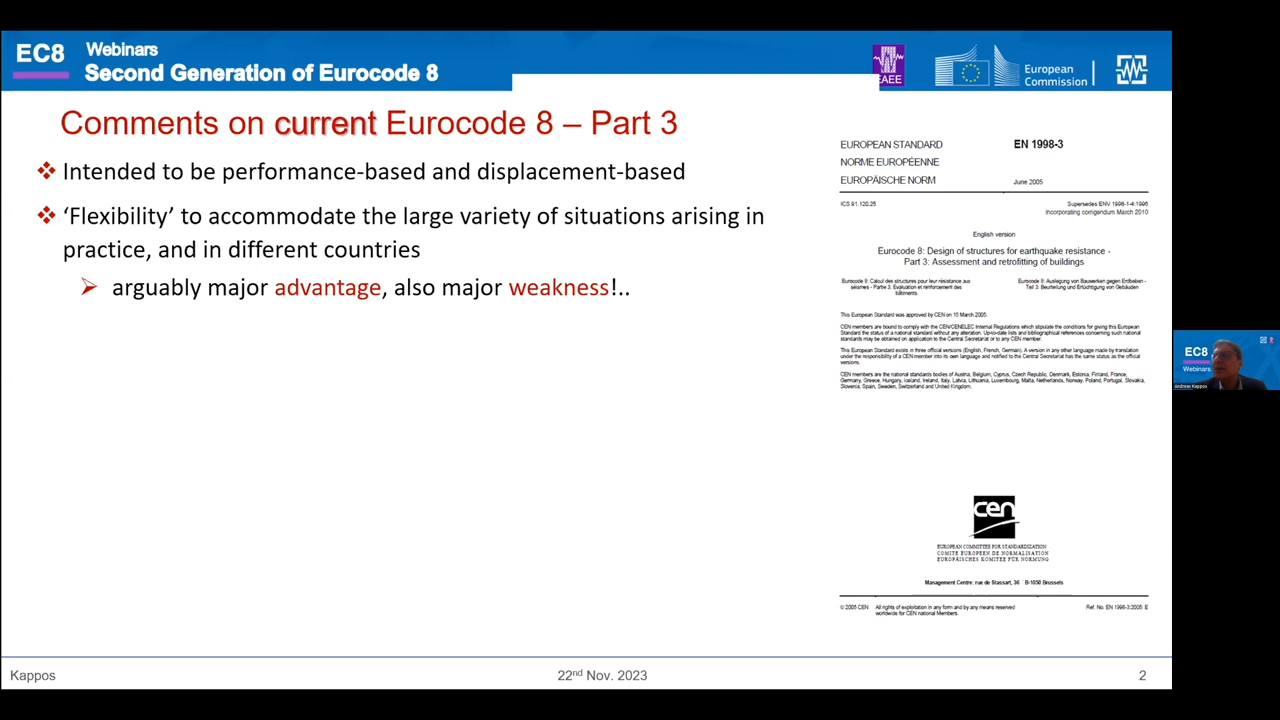 EC8
Webinars
Second Generation of Eurocode 8
EAEE
European
Commission
Comments on current Eurocode 8 – Part 3
Intended to be performance-based and displacement-based
‘Flexibility’ to accommodate the large variety of situations arising in
practice, and in different countries
arguably major advantage, also major weakness!..
EUROPEAN STANDARD
NORME EUROPÉENNE
EUROPÄISCHE NORM
EN 1998-3
June 2005
ICS 91.120.25
Supersedes ENV 1998-1-4:1996
Incorporating corrigendum March 2010
English version
Eurocode 8: Design of structures for earthquake resistance -
Part 3: Assessment and retrofitting of buildings
Eurocode 8: Calcul des structures pour leur résistance aux
séismes - Partie 3: Evaluation et renforcement des
bâtiments
Eurocode 8: Auslegung von Bauwerken gegen Erdbeben -
Teil 3: Beurteilung und Ertüchtigung von Gebäuden
This European Standard was approved by CEN on 15 March 2005.
CEN members are bound to comply with the CEN/CENELEC Internal Regulations which stipulate the conditions for giving this European
Standard the status of a national standard without any alteration. Up-to-date lists and bibliographical references concerning such national
standards may be obtained on application to the Central Secretariat or to any CEN member.
This European Standard exists in three official versions (English, French, German). A version in any other language made by translation
under the responsibility of a CEN member into its own language and notified to the Central Secretariat has the same status as the official
versions.
CEN members are the national standards bodies of Austria, Belgium, Cyprus, Czech Republic, Denmark, Estonia, Finland, France,
Germany, Greece, Hungary, Iceland, Ireland, Italy, Latvia, Lithuania, Luxembourg, Malta, Netherlands, Norway, Poland, Portugal, Slovakia,
Slovenia, Spain, Sweden, Switzerland and United Kingdom.
cen
EUROPEAN COMMITTEE FOR STANDARDIZATION
COMITÉ EUROPÉEN DE NORMALISATION
EUROPÄISCHES KOMITEE FÜR NORMUNG
Management Centre: rue de Stassart, 36 B-1050 Brussels
© 2005 CEN
All rights of exploitation in any form and by any means reserved
worldwide for CEN national Members.
Ref. No. EN 1998-3:2005: E
EC8
Webinars
Andreas Kappos
Kappos
22nd Nov. 2023
2